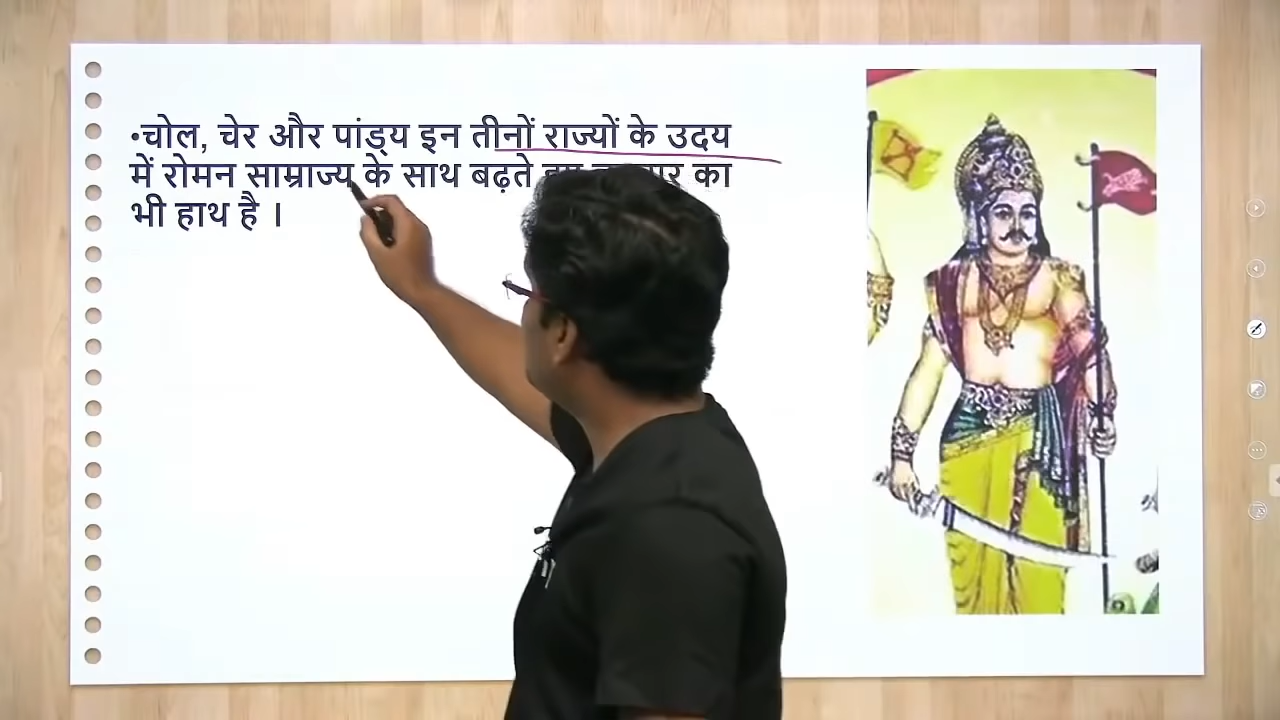 •चोल, चेर और पांड्य इन तीनों राज्यों के उदय
में रोमन साम्राज्य के साथ बढ़ते का
भी हाथ है ।